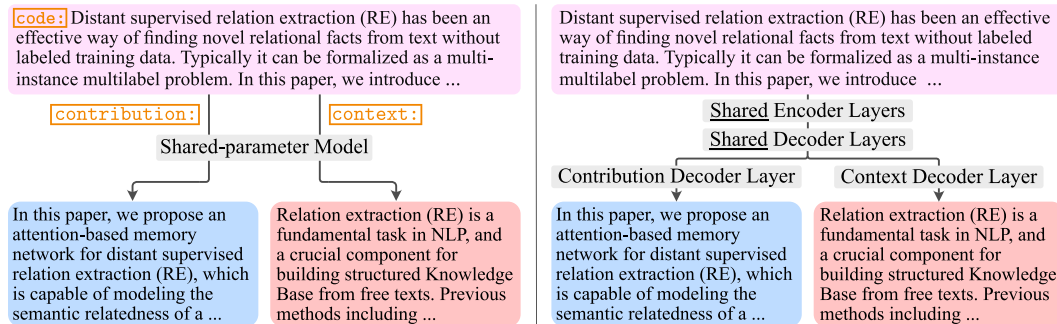 code: Distant supervised relation extraction (RE) has been an
effective way of finding novel relational facts from text without
labeled training data. Typically it can be formalized as a multi-
instance multilabel problem. In this paper, we introduce ...
contribution:
context:
Shared-parameter Model
In this paper, we propose an
attention-based memory
network for distant supervised
relation extraction (RE), which
is capable of modeling the
semantic relatedness of a ...
Relation extraction (RE) is a
fundamental task in NLP, and
a crucial component for
building structured Knowledge
Base from free texts. Previous
methods including ...
Distant supervised relation extraction (RE) has been an effective
way of finding novel relational facts from text without labeled
training data. Typically it can be formalized as a multi-instance
multilabel problem. In this paper, we introduce ...
Shared Encoder Layers
Shared Decoder Layers
Contribution Decoder Layer
Context Decoder Layer
In this paper, we propose an
attention-based memory
network for distant supervised
relation extraction (RE), which
is capable of modeling the
semantic relatedness of a ...
Relation extraction (RE) is a
fundamental task in NLP, and
a crucial component for
building structured Knowledge
Base from free texts. Previous
methods including ...